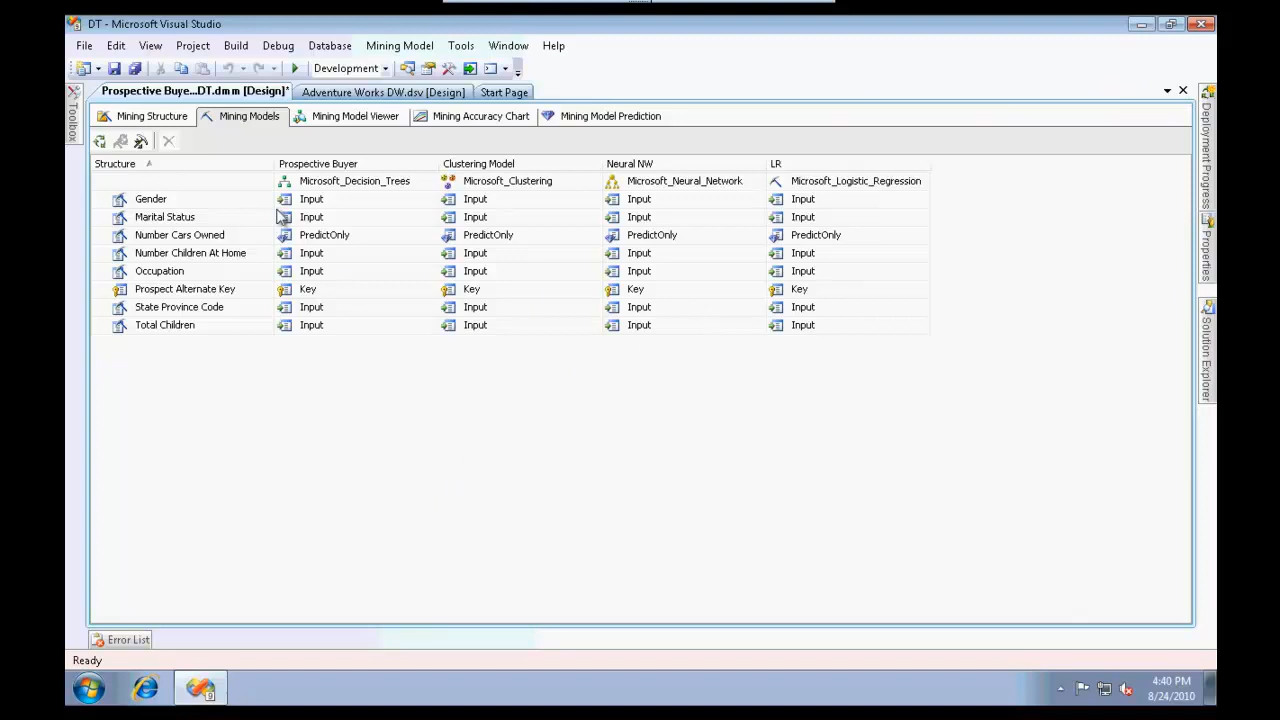 DT - Microsoft Visual Studio
File Edit View Project Build Debug Database Mining Model Tools Window Help
Development
Prospective Buye...DT.dmm [Design]* Adventure Works DW.dsv [Design] Start Page
Mining Structure Mining Models Mining Model Viewer Mining Accuracy Chart Mining Model Prediction
Structure Prospective Buyer Clustering Model Neural NW LR
Microsoft_Decision_Trees Microsoft_Clustering Microsoft_Neural_Network Microsoft_Logistic_Regression
Gender Input Input Input Input
Marital Status Input Input Input Input
Number Cars Owned PredictOnly PredictOnly PredictOnly PredictOnly
Number Children At Home Input Input Input Input
Occupation Input Input Input Input
Prospect Alternate Key Key Key Key Key
State Province Code Input Input Input Input
Total Children Input Input Input Input
Toolbox
Deployment Progress
Properties
Solution Explorer
Error List
Ready
9
4:40 PM
8/24/2010